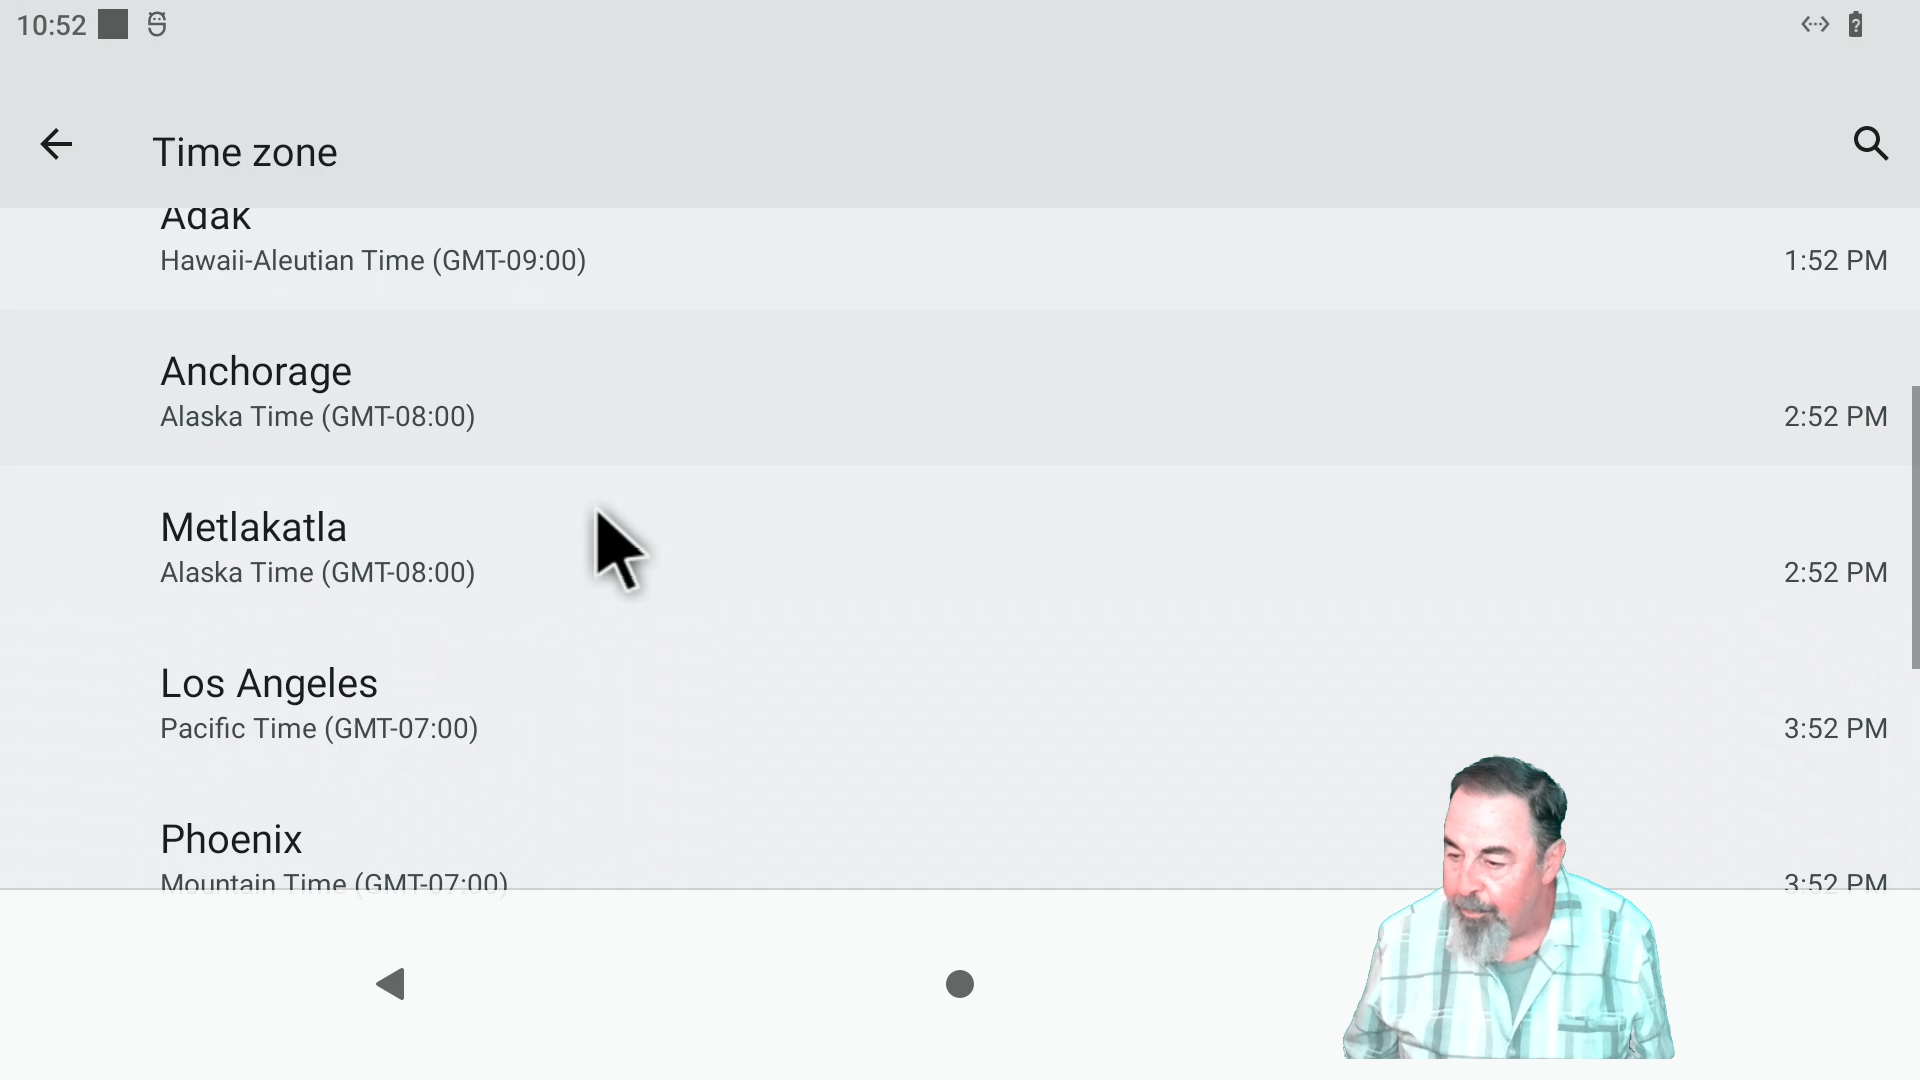 10:52
Time zone
Adak
Hawaii-Aleutian Time (GMT-09:00)
1:52 PM
Anchorage
Alaska Time (GMT-08:00)
2:52 PM
Metlakatla
Alaska Time (GMT-08:00)
2:52 PM
Los Angeles
Pacific Time (GMT-07:00)
3:52 PM
Phoenix
Mountain Time (GMT-07:00)
3:52 PM